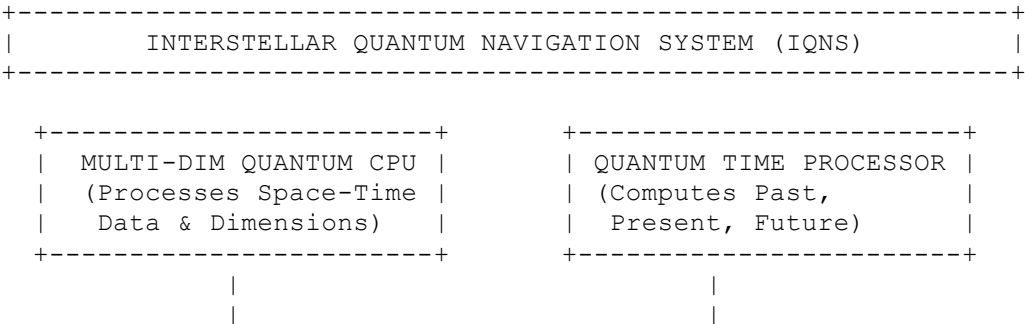 INTERSTELLAR QUANTUM NAVIGATION SYSTEM (IQNS)
MULTI-DIM QUANTUM CPU
(Processes Space-Time
Data & Dimensions)
QUANTUM TIME PROCESSOR
(Computes Past,
Present, Future)